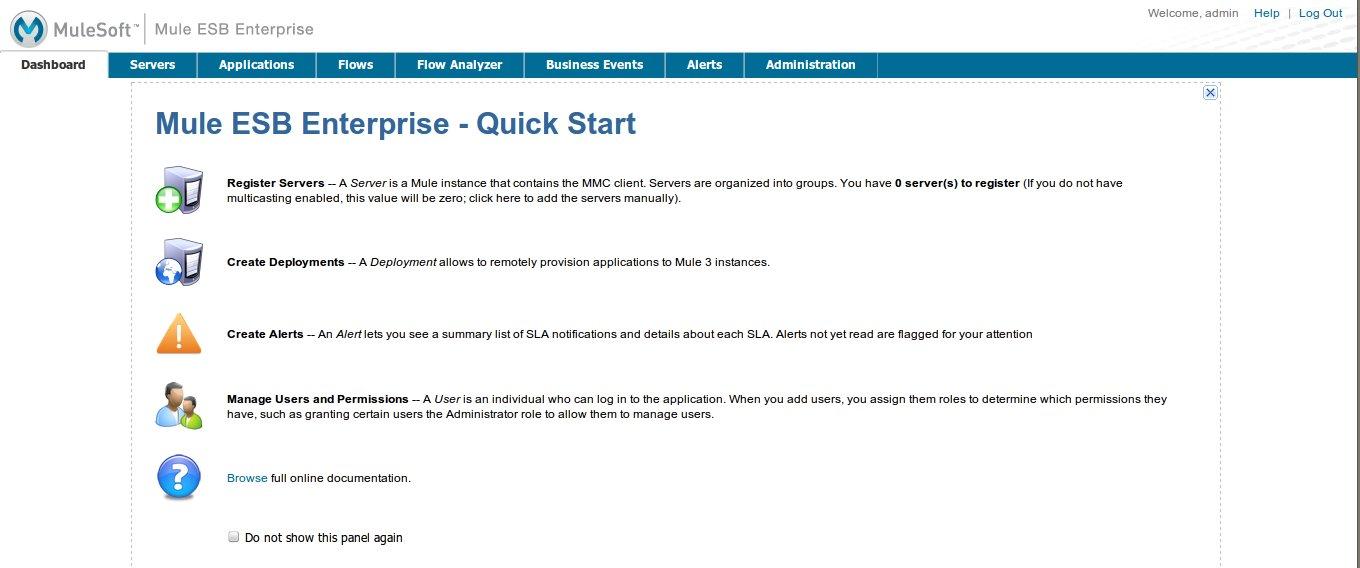 MuleSoft™ | Mule ESB Enterprise
Welcome, admin Help | Log Out
Dashboard Servers Applications Flows Flow Analyzer Business Events Alerts Administration
Mule ESB Enterprise - Quick Start
Register Servers -- A Server is a Mule instance that contains the MMC client. Servers are organized into groups. You have 0 server(s) to register (If you do not have
multicasting enabled, this value will be zero; click here to add the servers manually).
Create Deployments -- A Deployment allows to remotely provision applications to Mule 3 instances.
Create Alerts -- An Alert lets you see a summary list of SLA notifications and details about each SLA. Alerts not yet read are flagged for your attention
Manage Users and Permissions -- A User is an individual who can log in to the application. When you add users, you assign them roles to determine which permissions they
have, such as granting certain users the Administrator role to allow them to manage users.
Browse full online documentation.
Do not show this panel again